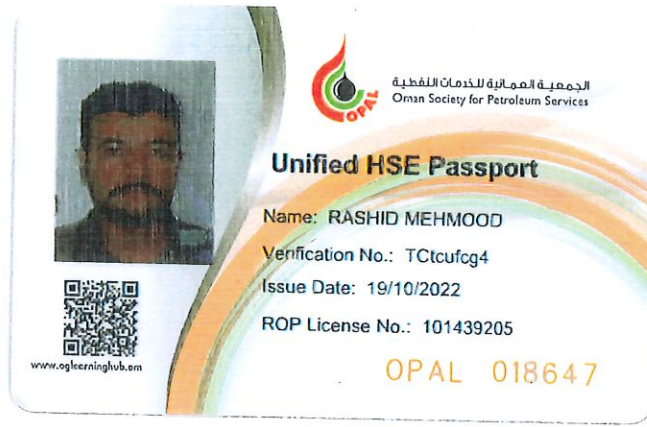 الجمعية العمانية للخدمات النفطية
Oman Society for Petroleum Services
OPAL
Unified HSE Passport
Name: RASHID MEHMOOD
Verification No.: TCtcufcg4
Issue Date: 19/10/2022
ROP License No.: 101439205
www.oglearninghub.om
OPAL 018647